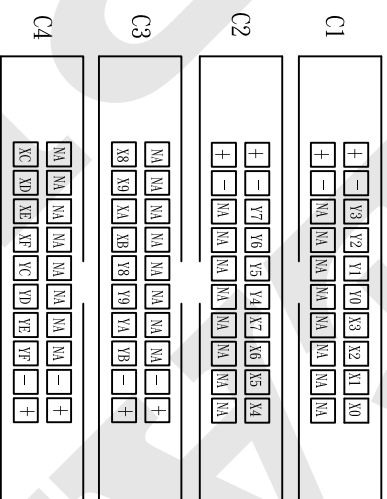 C1
+ - Y3 Y2 Y1 Y0 X3 X2 X1 X0
+ - NA NA NA NA NA NA NA NA
C2
+ - Y7 Y6 Y5 Y4 X7 X6 X5 X4
+ - NA NA NA NA NA NA NA NA
C3
NA NA NA NA NA NA NA NA - +
X8 X9 XA XB Y8 Y9 YA YB - +
C4
NA NA NA NA NA NA NA NA - +
XC XD XE XF YC YD YE YF - +